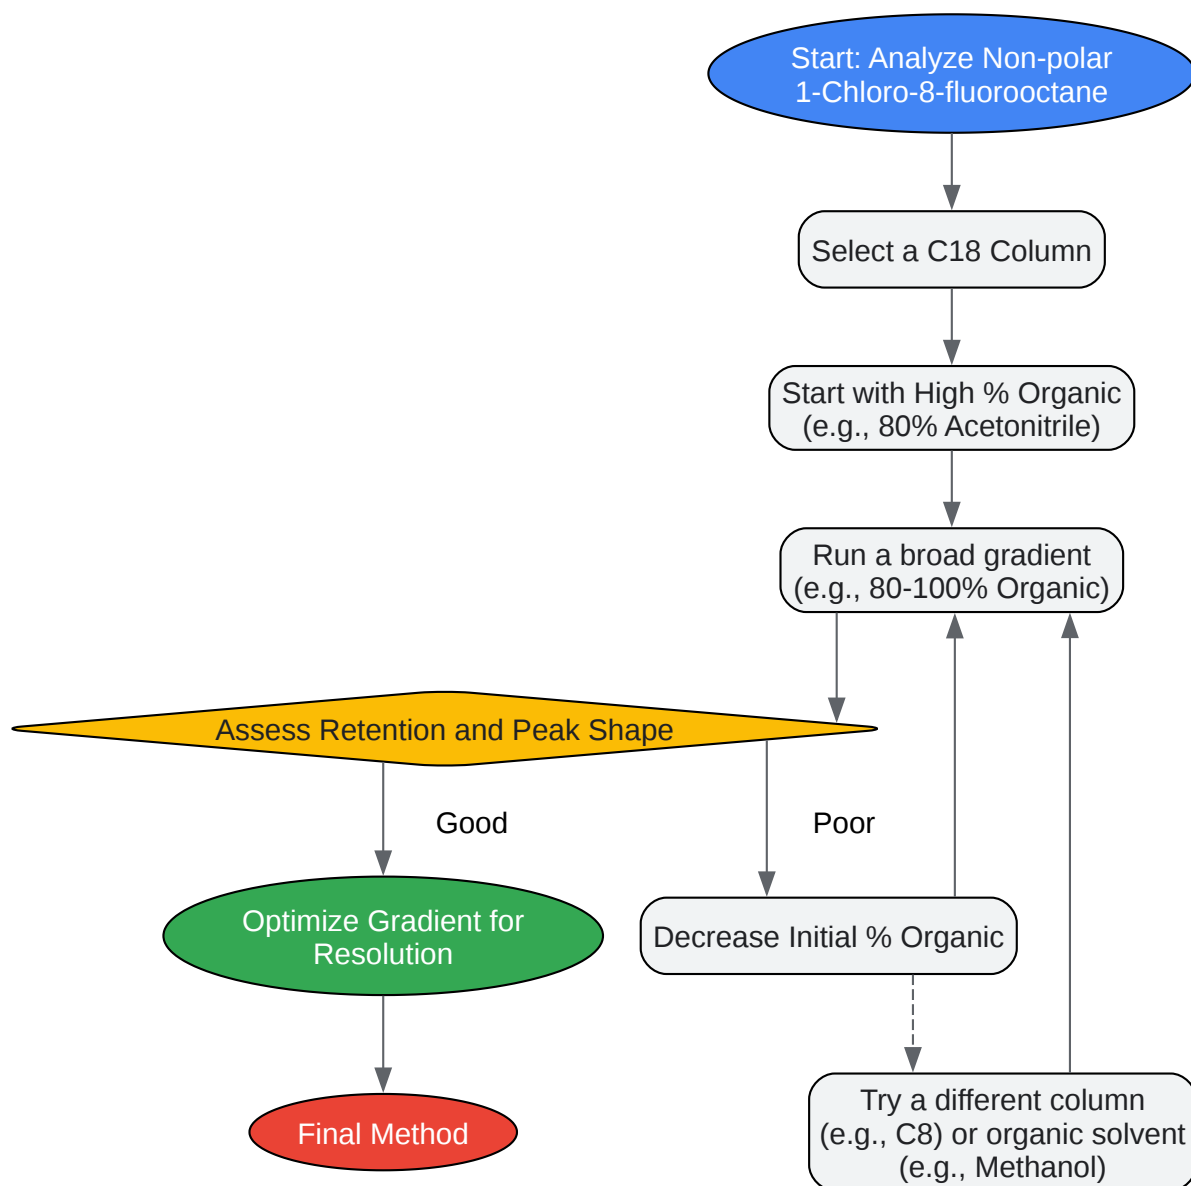 Start: Analyze Non-polar
1-Chloro-8-fluorooctane
Select a C18 Column
Start with High % Organic
(e.g., 80% Acetonitrile)
Run a broad gradient
(e.g., 80-100% Organic)
Assess Retention and Peak Shape
Good
Poor
Optimize Gradient for
Resolution
Decrease Initial % Organic
Final Method
Try a different column
(e.g., C8) or organic solvent
(e.g., Methanol)